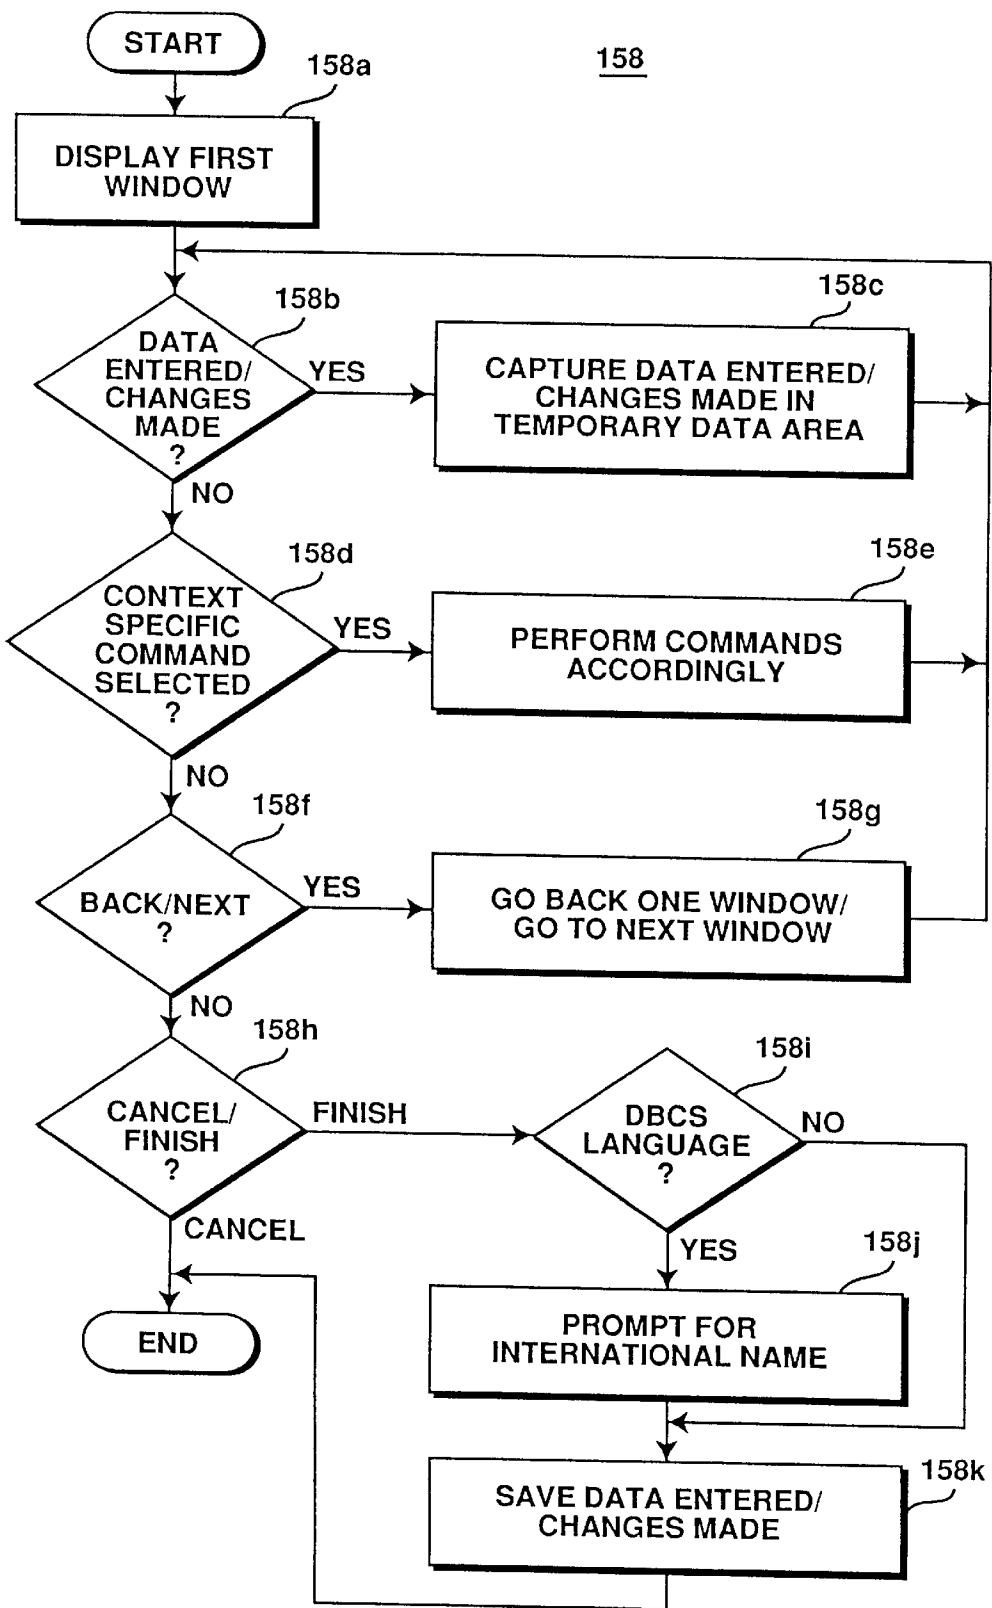 START
158
158a
DISPLAY FIRST
WINDOW
158b
DATA
ENTERED/
CHANGES
MADE
?
YES
NO
158c
CAPTURE DATA ENTERED/
CHANGES MADE IN
TEMPORARY DATA AREA
158d
CONTEXT
SPECIFIC
COMMAND
SELECTED
?
YES
NO
158e
PERFORM COMMANDS
ACCORDINGLY
158f
BACK/NEXT
?
YES
NO
158g
GO BACK ONE WINDOW/
GO TO NEXT WINDOW
158h
CANCEL/
FINISH
?
FINISH
CANCEL
158i
DBCS
LANGUAGE
?
NO
YES
158j
PROMPT FOR
INTERNATIONAL NAME
END
158k
SAVE DATA ENTERED/
CHANGES MADE